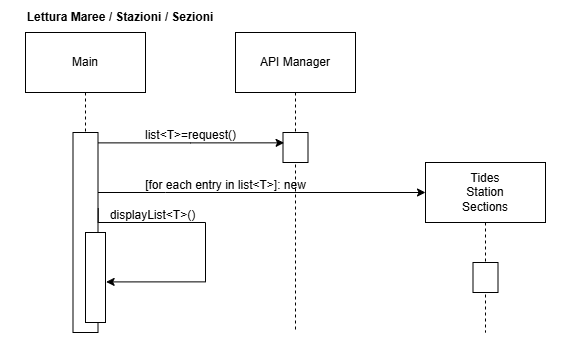 Lettura Maree / Stazioni / Sezioni
Main
API Manager
list<T>=request()
[for each entry in list<T>]: new
Tides
Station
Sections
displayList<T>()